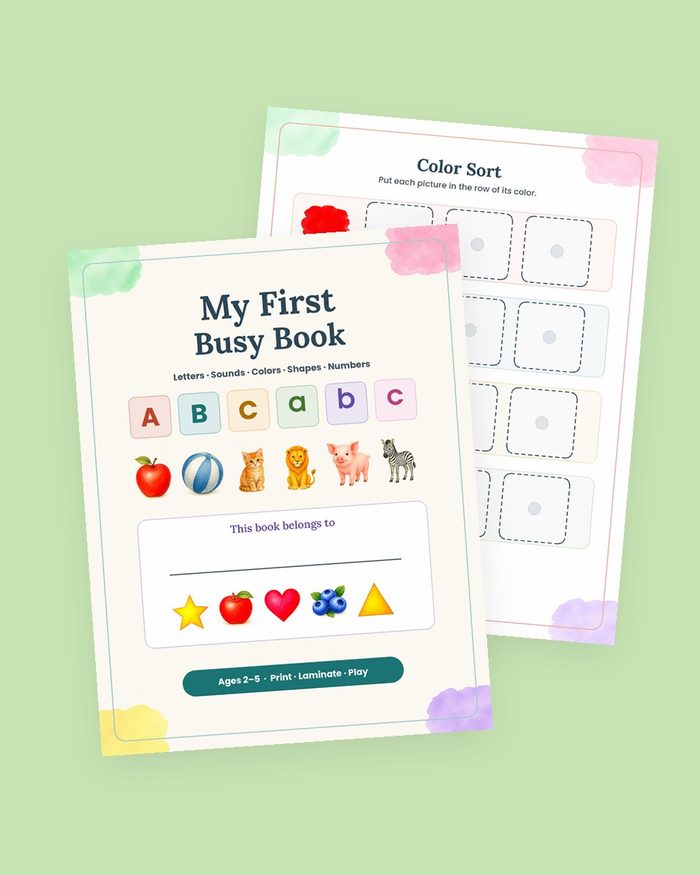 Color Sort
Put each picture in the row of its color.
My First
Busy Book
Letters · Sounds · Colors · Shapes · Numbers
A B C a b c
This book belongs to
Ages 2–5 · Print · Laminate · Play